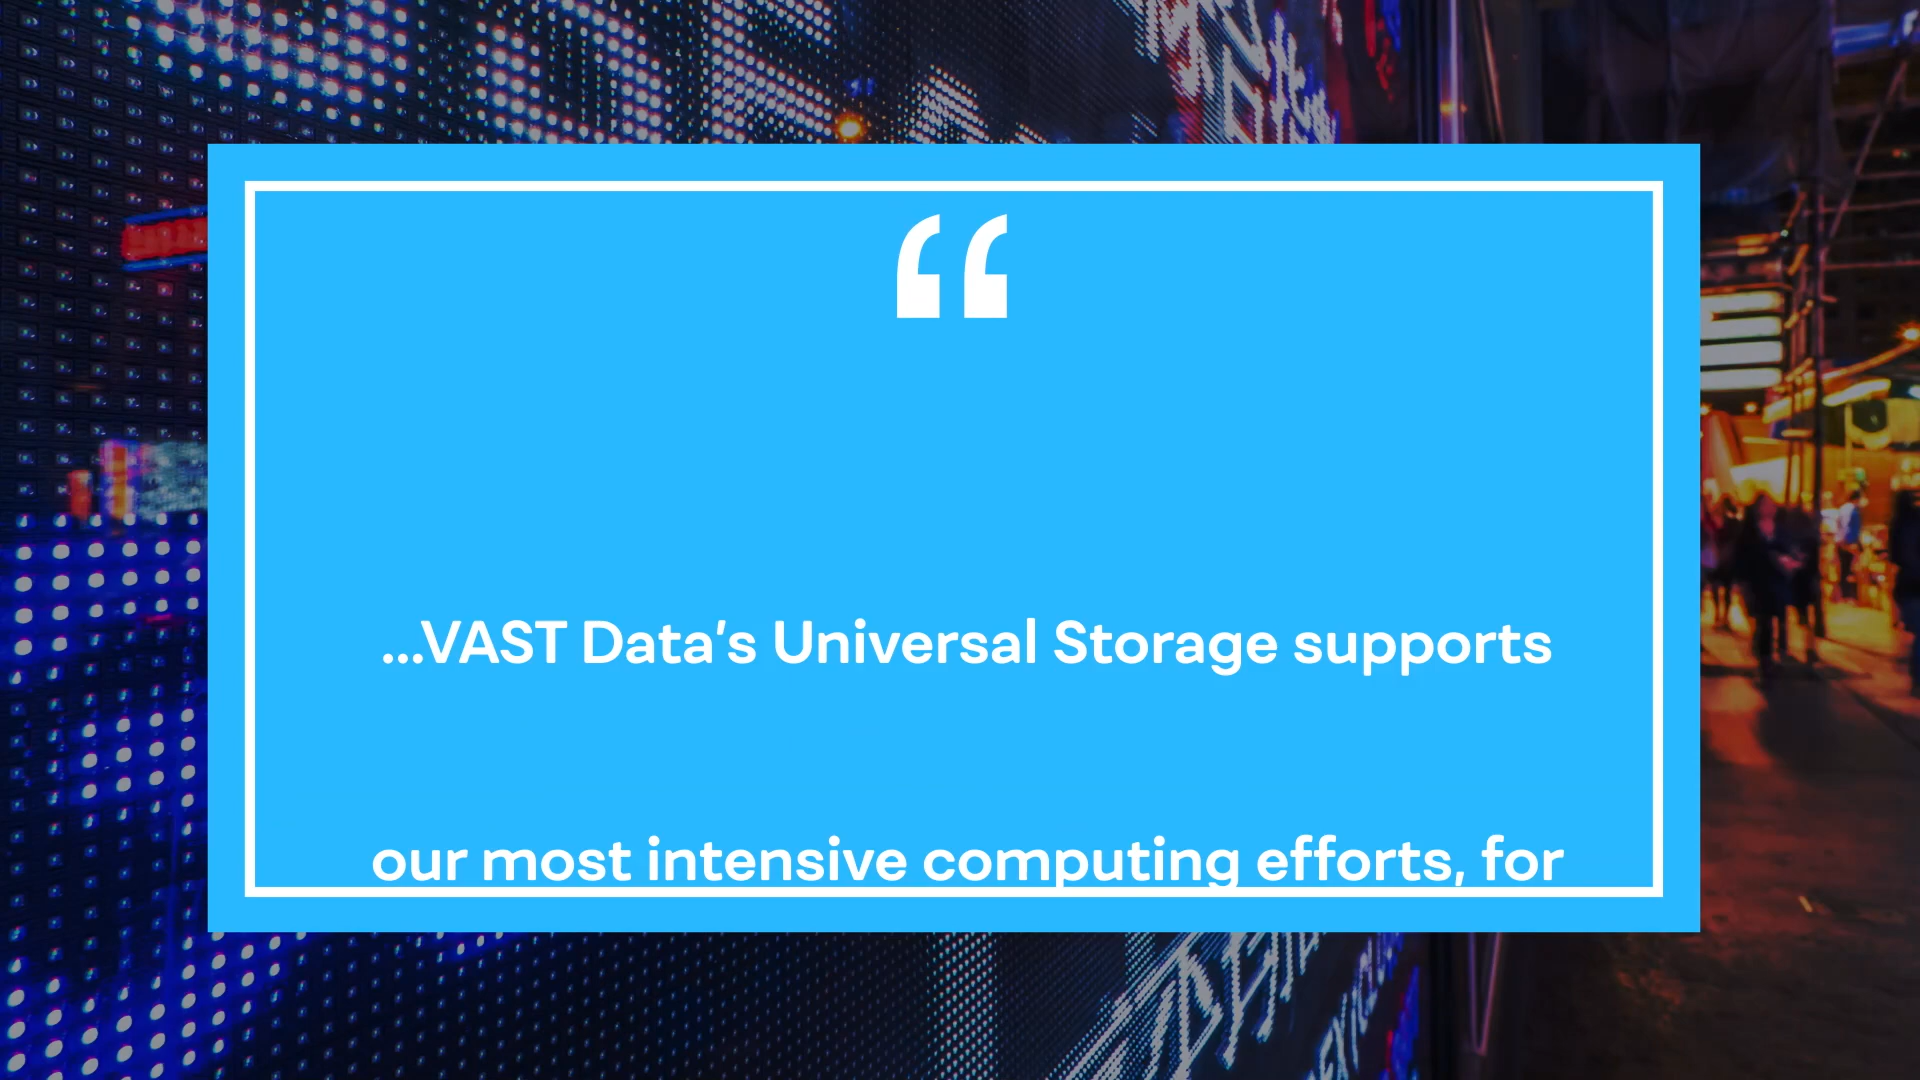 “
...VAST Data’s Universal Storage supports
our most intensive computing efforts, for